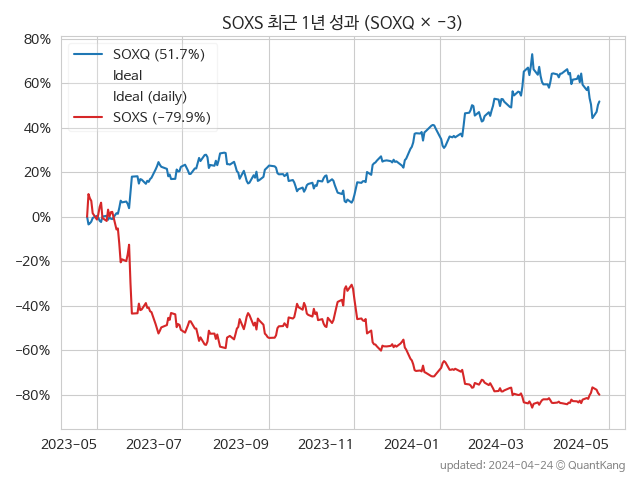 SOXS 최근 1년 성과 (SOXQ × −3)
SOXQ (51.7%)
Ideal
Ideal (daily)
SOXS (−79.9%)
80%
60%
40%
20%
0%
−20%
−40%
−60%
−80%
2023-05 2023-07 2023-09 2023-11 2024-01 2024-03 2024-05
updated: 2024-04-24 © QuantKang